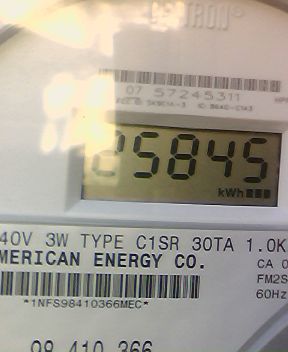 CENTRON®
07 57245311
25845
kWh
40V 3W TYPE C1SR 30TA 1.0K
MERICAN ENERGY CO.
CA 0
FM2S
60Hz
*1NFS98410366MEC*
98 410 366